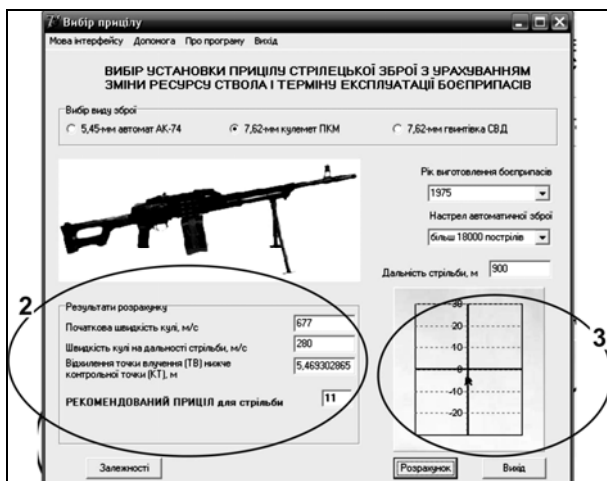 Вибір прицілу
Мова інтерфейсу Допомога Про програму Вихід
ВИБІР УСТАНОВКИ ПРИЦІЛУ СТРІЛЕЦЬКОЇ ЗБРОЇ З УРАХУВАННЯМ
ЗМІНИ РЕСУРСУ СТВОЛА І ТЕРМІНУ ЕКСПЛУАТАЦІЇ БОЄПРИПАСІВ
Вибір виду зброї
5,45-мм автомат АК-74 7,62-мм кулемет ПКМ 7,62-мм гвинтівка СВД
Рік виготовлення боєприпасів
1975
Настрел автоматичної зброї
більш 18000 пострілів
Дальність стрільби, м 900
2
Результати розрахунку
Початкова швидкість кулі, м/с 677
Швидкість кулі на дальності стрільби, м/с 280
Відхилення точки влучення (ТВ) нижче
контрольної точки (КТ), м 5,469302865
РЕКОМЕНДОВАНИЙ ПРИЦІЛ для стрільби 11
3
30
20
10
0
-10
-20
Залежності Розрахунок Вихід